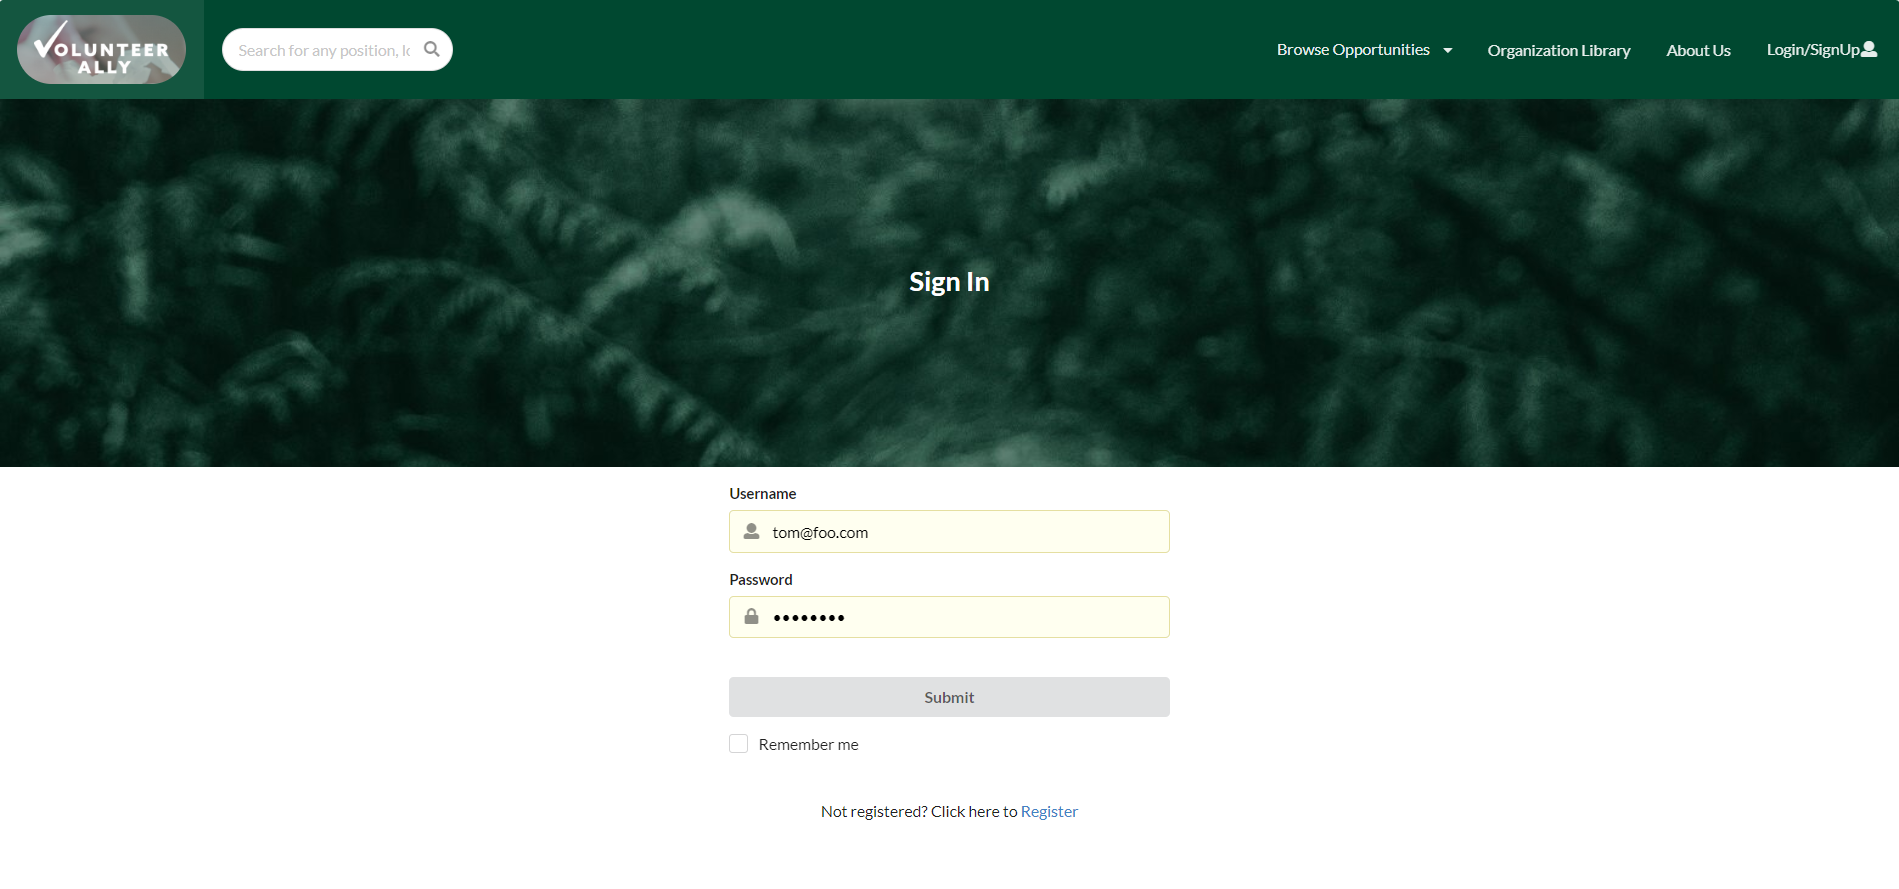 VOLUNTEER
ALLY
Search for any position, lo
Browse Opportunities
Organization Library
About Us
Login/SignUp
Sign In
Username
tom@foo.com
Password
••••••••
Submit
Remember me
Not registered? Click here to Register